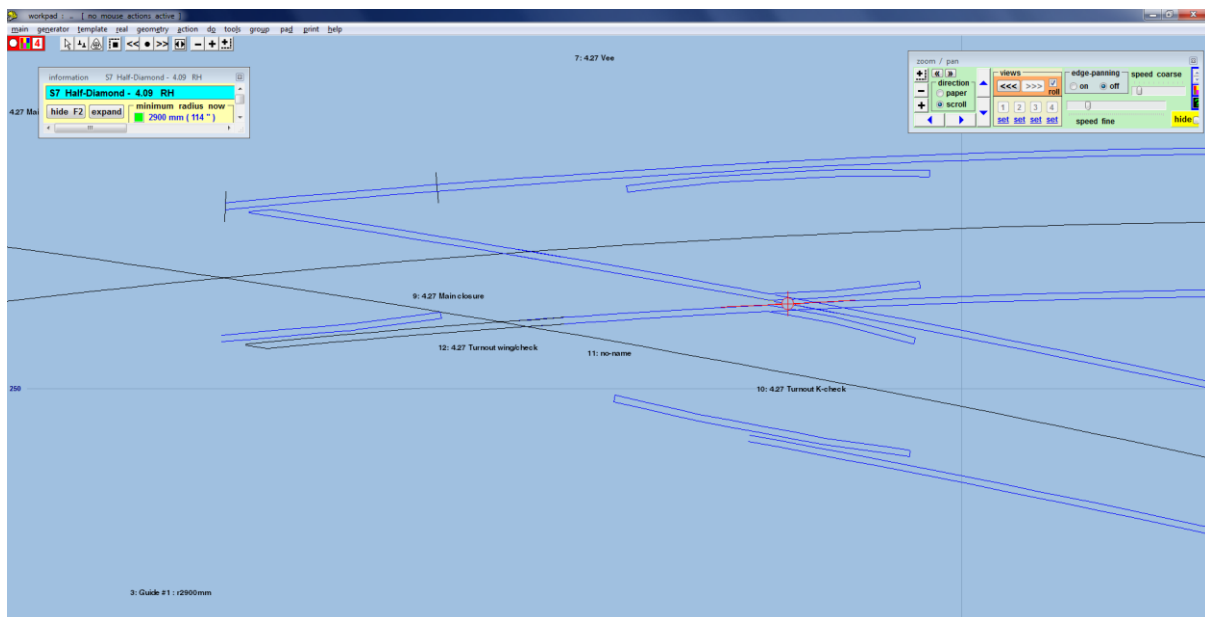 workpad : .. [ no mouse actions active ]
main generator template real geometry action do tools group pad print help
4 << >>
7: 4.27 Vee
information S7 Half-Diamond - 4.09 RH
S7 Half-Diamond - 4.09 RH
hide F2 expand minimum radius now
2900 mm ( 114 " )
4.27 Mai
zoom / pan
direction
paper
scroll
views
<<< >>> roll
1 2 3 4
set set set set
edge-panning
on off
speed coarse
speed fine
hide
9: 4.27 Main closure
12: 4.27 Turnout wing/check
11: no-name
250
10: 4.27 Turnout K-check
3: Guide #1 : r2900mm